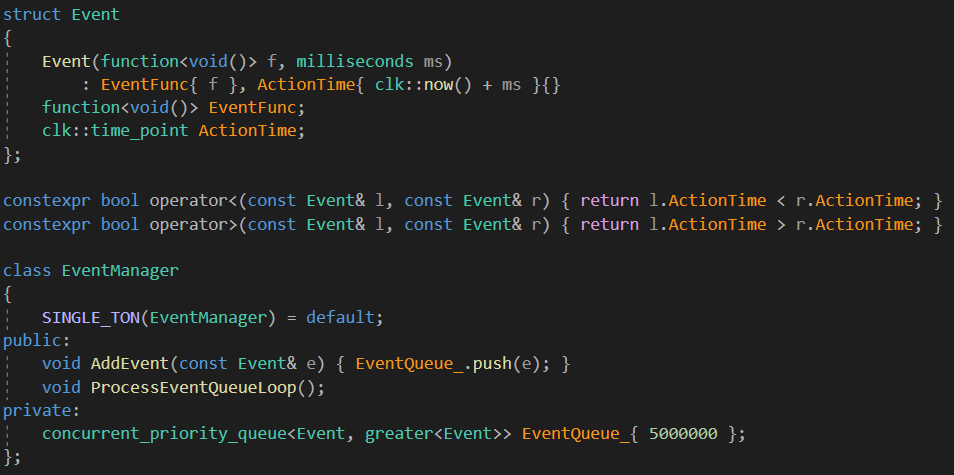 struct Event
{
    Event(function<void()> f, milliseconds ms)
        : EventFunc{ f }, ActionTime{ clk::now() + ms }{}
    function<void()> EventFunc;
    clk::time_point ActionTime;
};

constexpr bool operator<(const Event& l, const Event& r) { return l.ActionTime < r.ActionTime; }
constexpr bool operator>(const Event& l, const Event& r) { return l.ActionTime > r.ActionTime; }

class EventManager
{
    SINGLE_TON(EventManager) = default;
public:
    void AddEvent(const Event& e) { EventQueue_.push(e); }
    void ProcessEventQueueLoop();
private:
    concurrent_priority_queue<Event, greater<Event>> EventQueue_{ 5000000 };
};